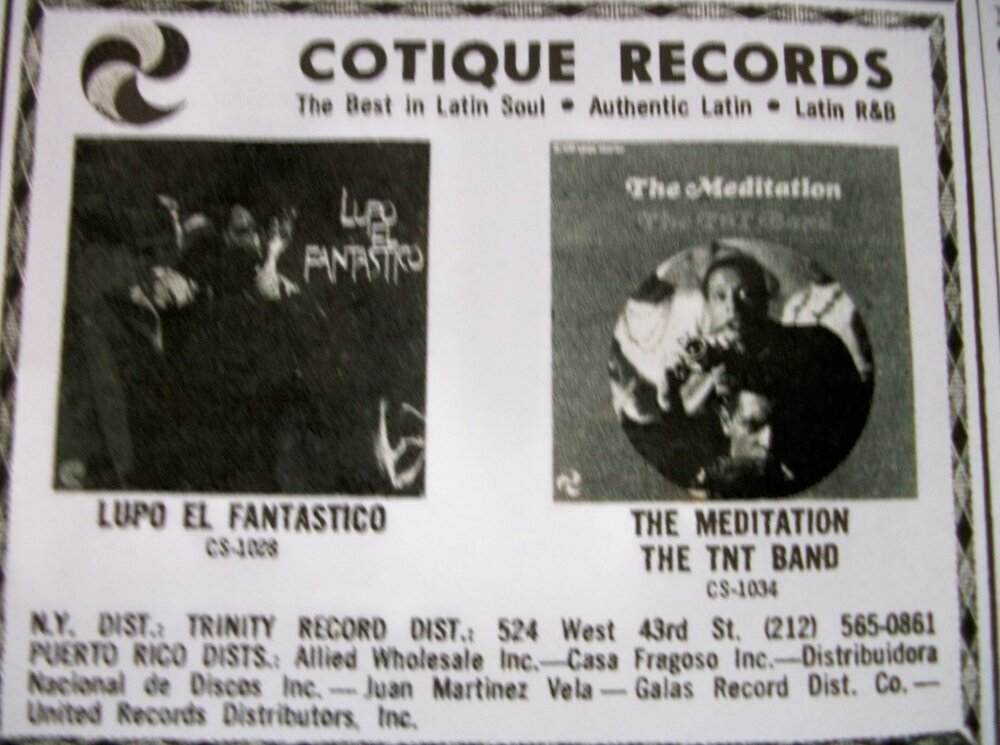 COTIQUE RECORDS
The Best in Latin Soul • Authentic Latin • Latin R&B
LUPO
EL
FANTASTICO
The Meditation
The TNT Band
LUPO EL FANTASTICO
CS-1028
THE MEDITATION
THE TNT BAND
CS-1034
N.Y. DIST.: TRINITY RECORD DIST.: 524 West 43rd St. (212) 565-0861
PUERTO RICO DISTS.: Allied Wholesale Inc.—Casa Fragoso Inc.—Distribuidora
Nacional de Discos Inc. — Juan Martinez Vela — Galas Record Dist. Co. —
United Records Distributors, Inc.